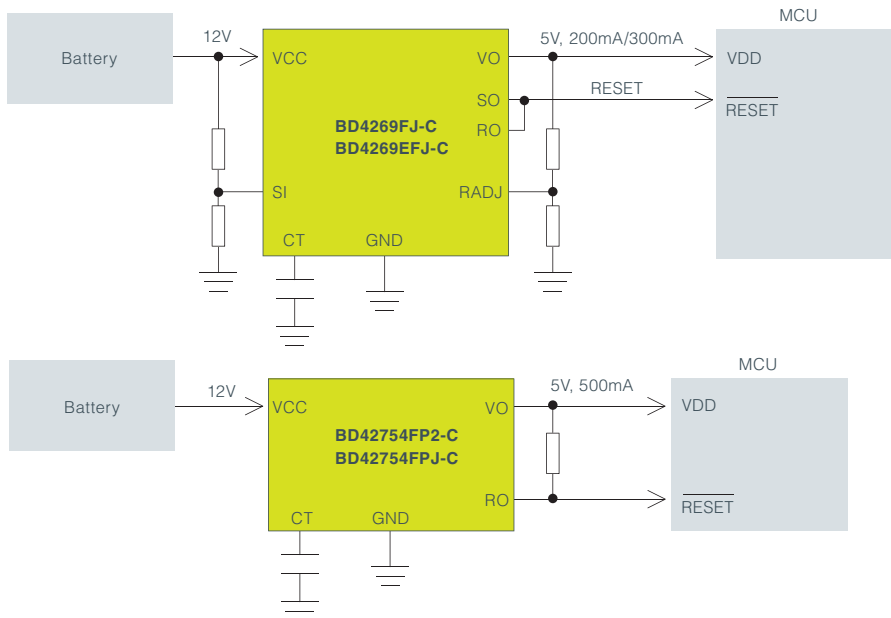 MCU
12V
5V, 200mA/300mA
Battery
VCC
VO
VDD
SO
RESET
RESET
RO
BD4269FJ-C
BD4269EFJ-C
SI
RADJ
CT
GND
MCU
12V
5V, 500mA
Battery
VCC
VO
VDD
BD42754FP2-C
BD42754FPJ-C
RO
RESET
CT
GND